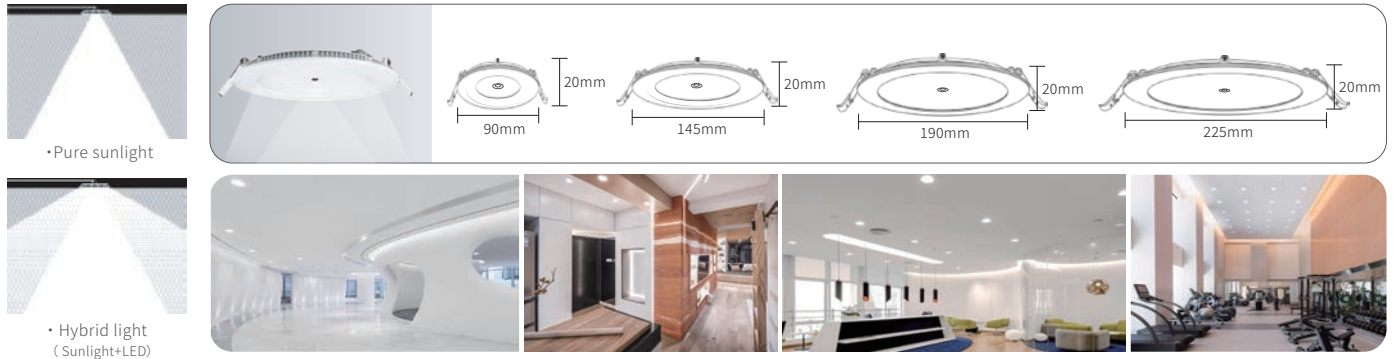 •Pure sunlight
20mm
90mm
20mm
145mm
20mm
190mm
20mm
225mm
• Hybrid light
( Sunlight+LED)